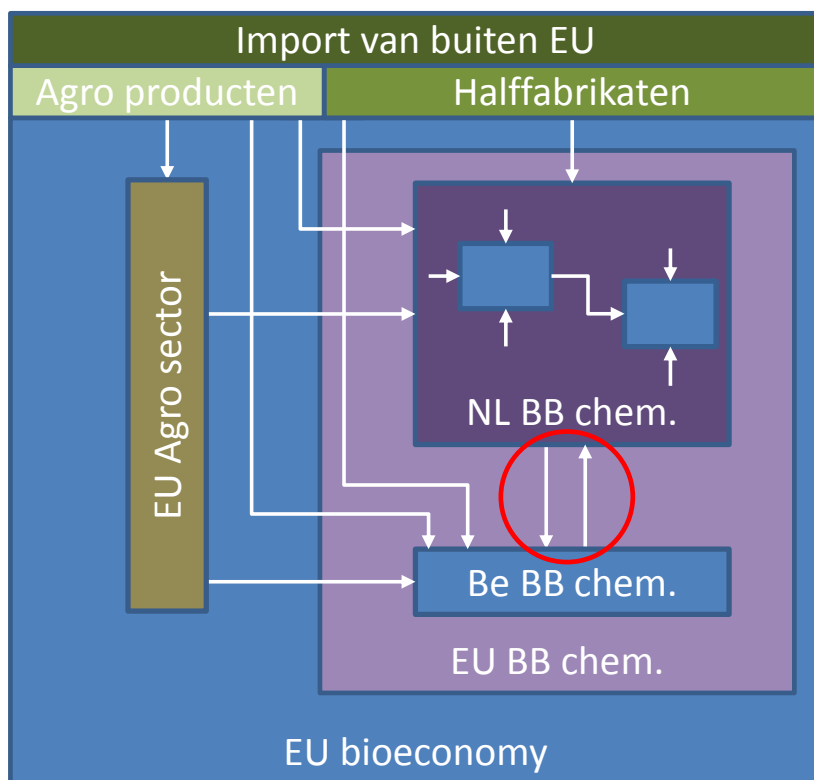 Import van buiten EU
Agro producten
Halffabrikaten
EU Agro sector
NL BB chem.
Be BB chem.
EU BB chem.
EU bioeconomy